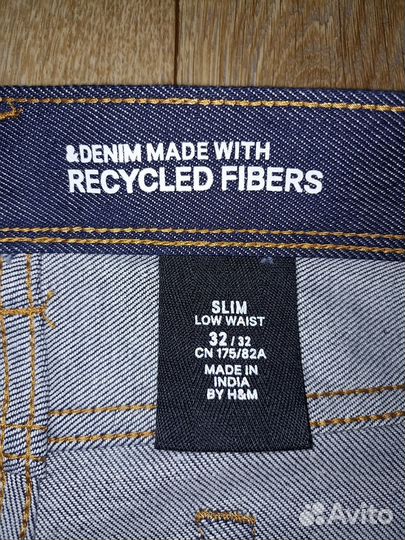 &DENIM MADE WITH
RECYCLED FIBERS
SLIM
LOW WAIST
32 / 32
CN 175/82A
MADE IN
INDIA
BY H&M
Avito